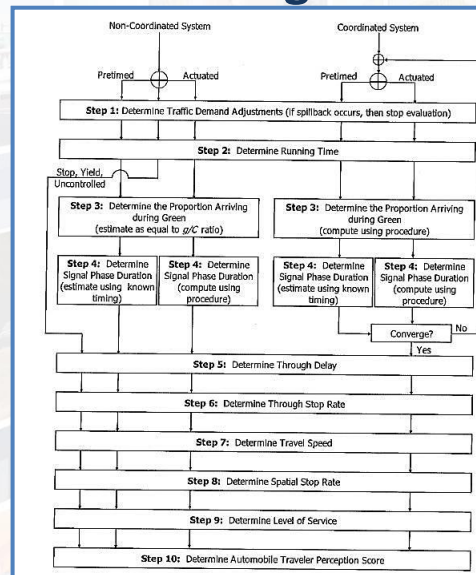 Non-Coordinated System
Coordinated System
Pretimed
Actuated
Pretimed
Actuated
Step 1: Determine Traffic Demand Adjustments (if spillback occurs, then stop evaluation)
Step 2: Determine Running Time
Stop, Yield,
Uncontrolled
Step 3: Determine the Proportion Arriving
during Green
(estimate as equal to g/C ratio)
Step 3: Determine the Proportion Arriving
during Green
(compute using procedure)
Step 4: Determine
Signal Phase Duration
(estimate using known
timing)
Step 4: Determine
Signal Phase Duration
(compute using
procedure)
Step 4: Determine
Signal Phase Duration
(estimate using known
timing)
Step 4: Determine
Signal Phase Duration
(compute using
procedure)
Converge?
No
Yes
Step 5: Determine Through Delay
Step 6: Determine Through Stop Rate
Step 7: Determine Travel Speed
Step 8: Determine Spatial Stop Rate
Step 9: Determine Level of Service
Step 10: Determine Automobile Traveler Perception Score